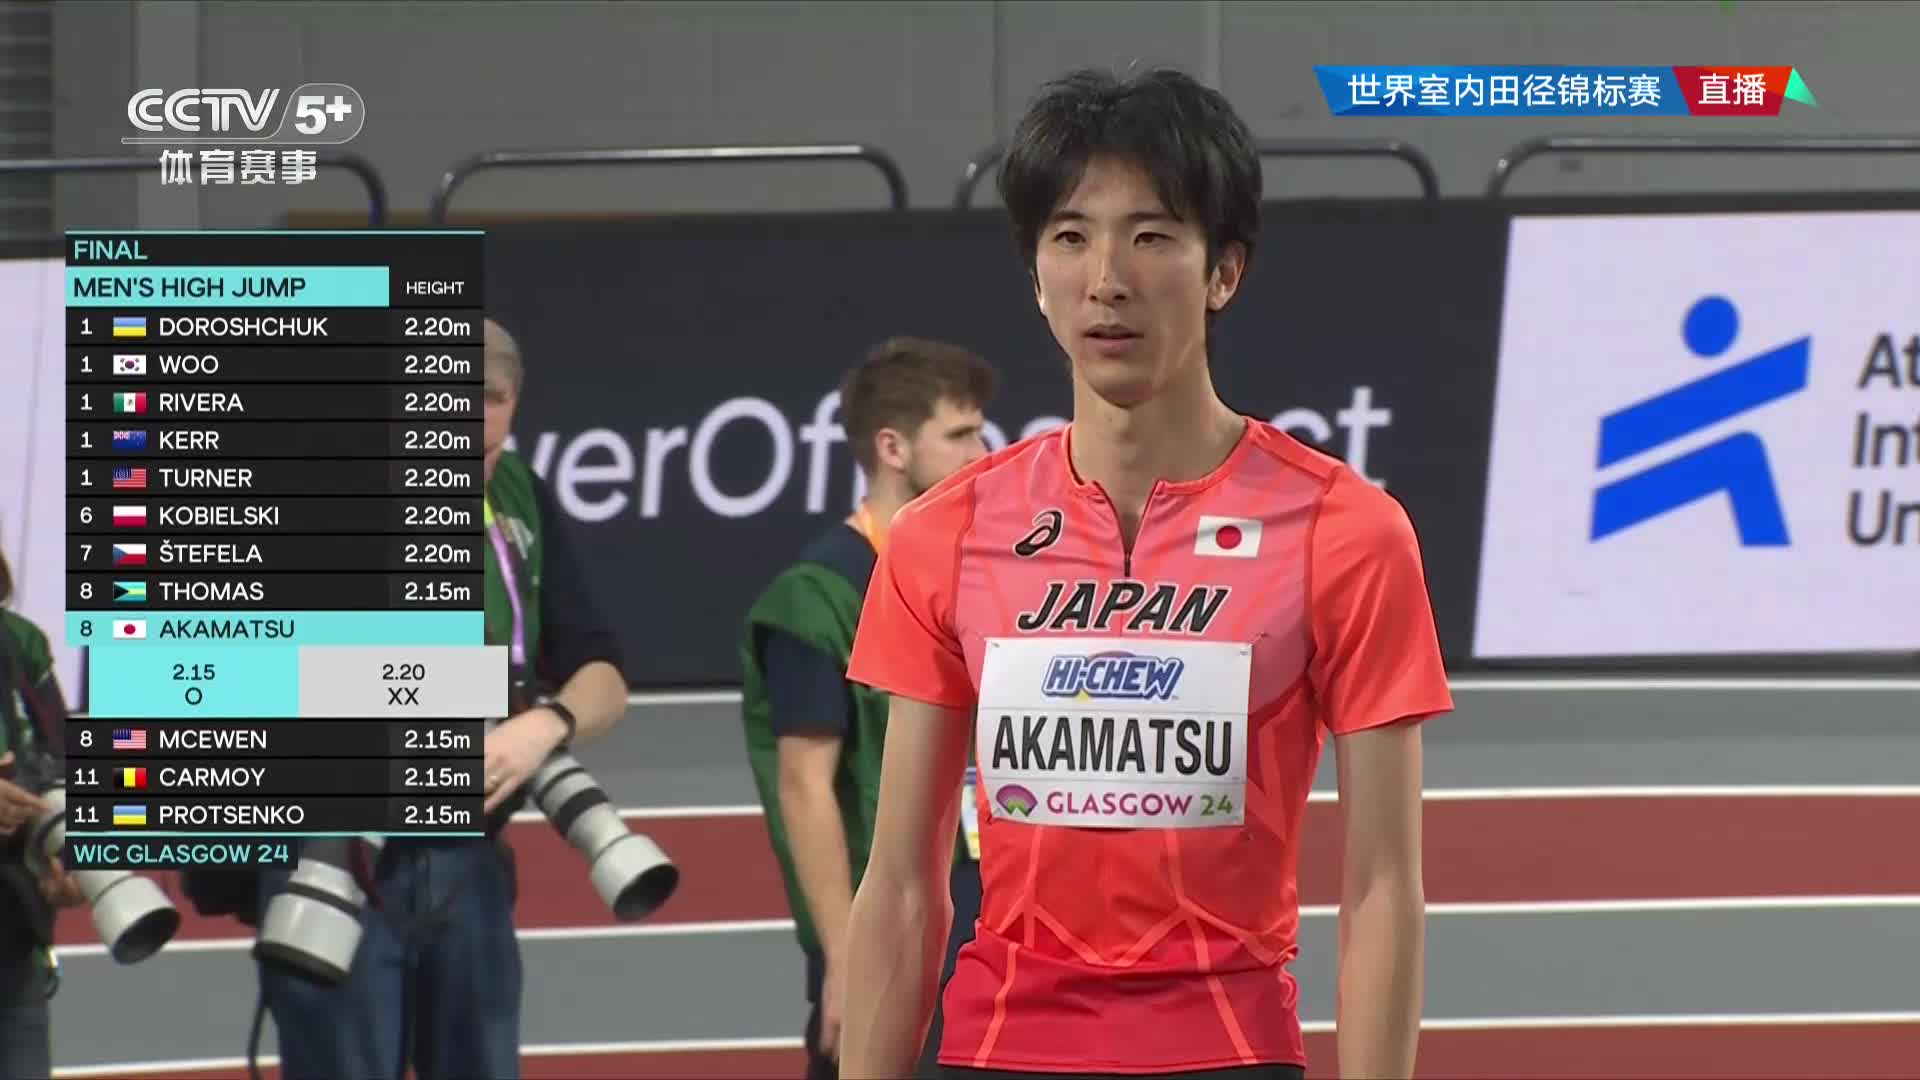 CCTV 5+
体育赛事
世界室内田径锦标赛 直播
FINAL
MEN'S HIGH JUMP HEIGHT
1 DOROSHCHUK 2.20m
1 WOO 2.20m
1 RIVERA 2.20m
1 KERR 2.20m
1 TURNER 2.20m
6 KOBIELSKI 2.20m
7 ŠTEFELA 2.20m
8 THOMAS 2.15m
8 AKAMATSU
2.15 2.20
O XX
8 MCEWEN 2.15m
11 CARMOY 2.15m
11 PROTSENKO 2.15m
WIC GLASGOW 24
JAPAN
HI-CHEW
AKAMATSU
GLASGOW 24